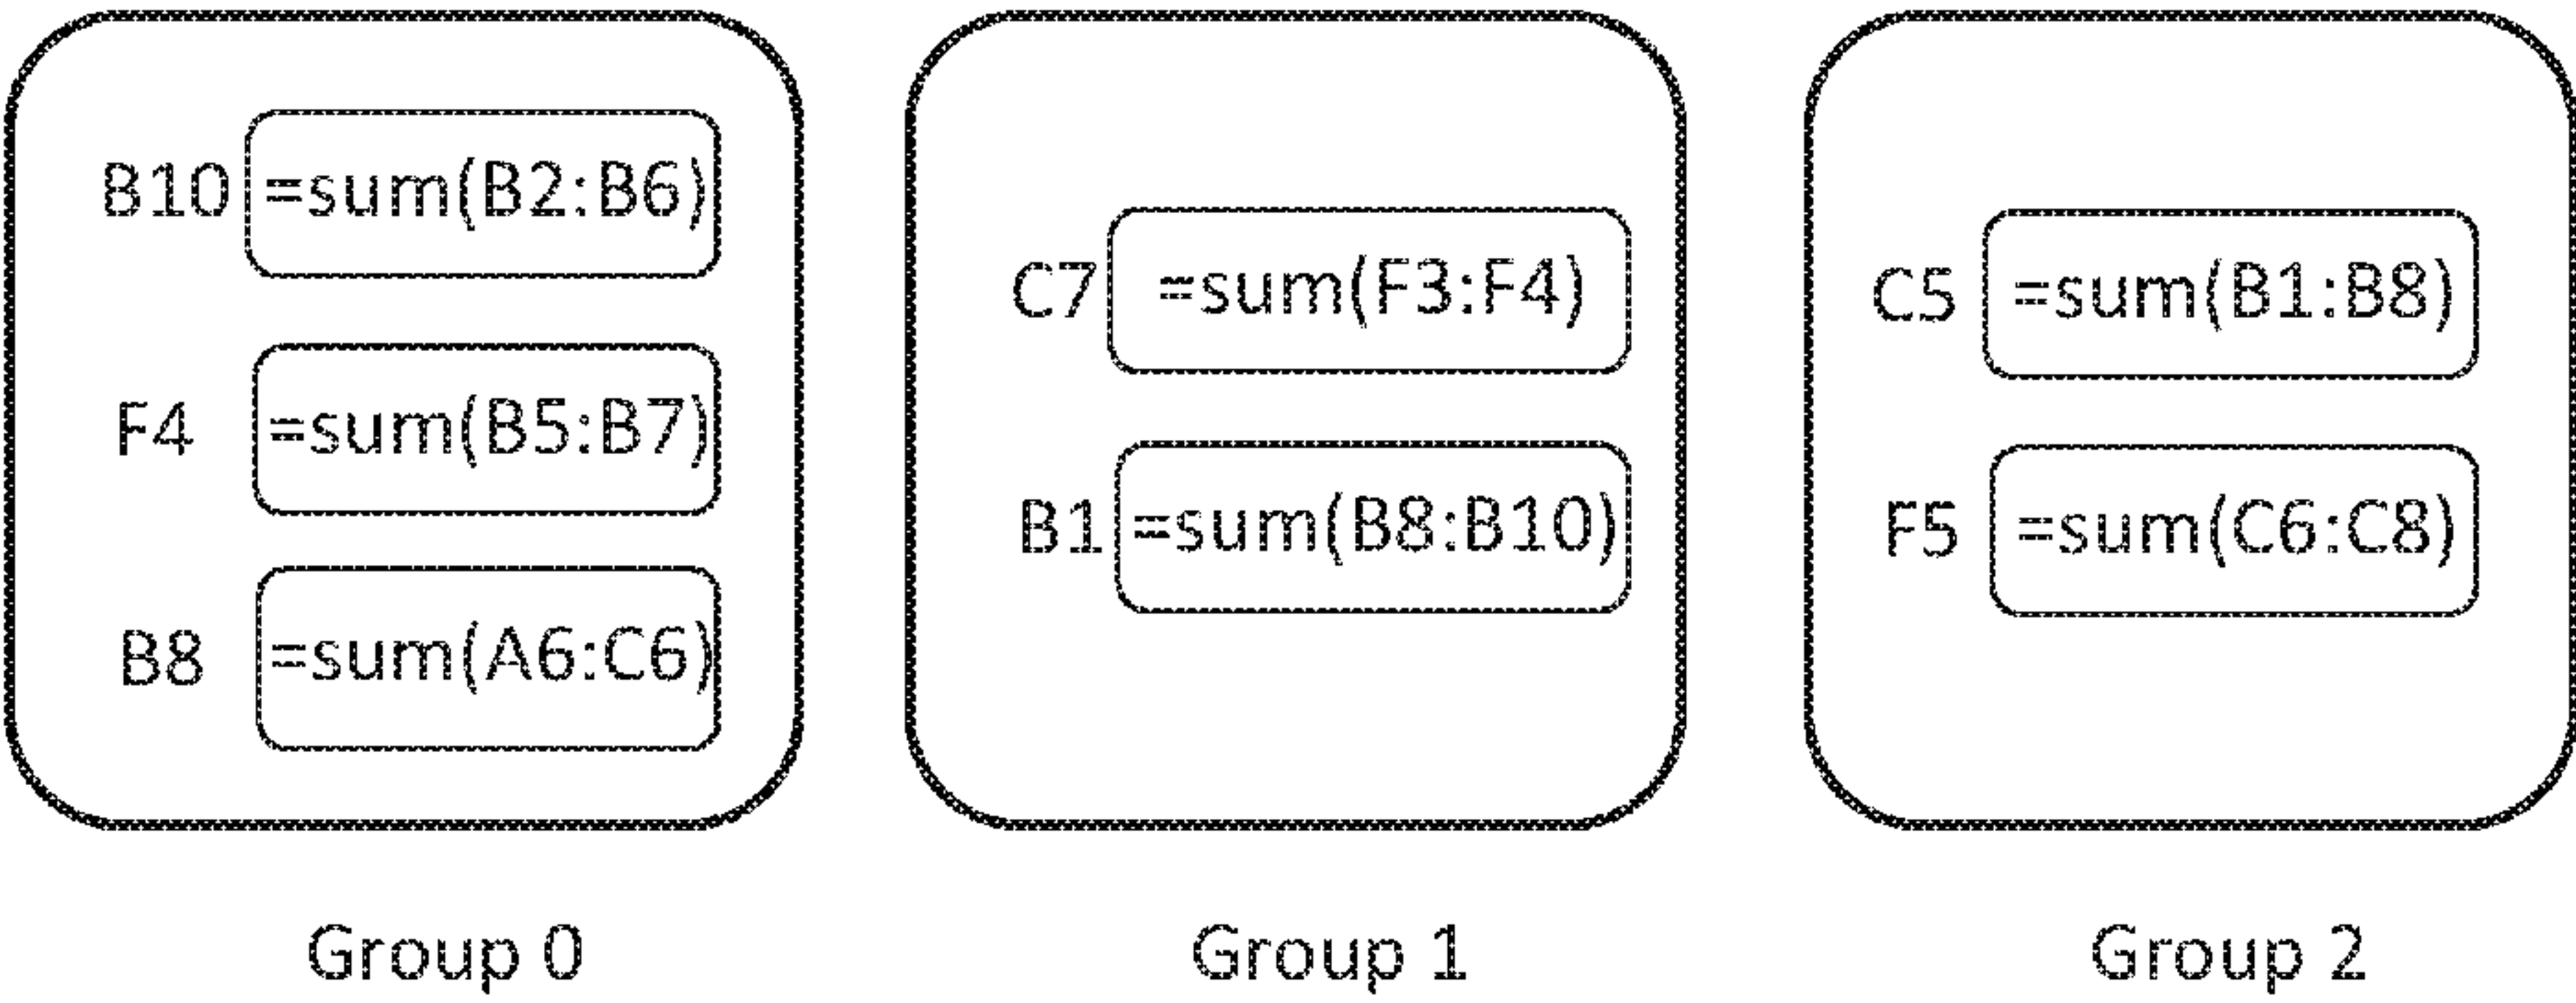 B10 =sum(B2:B6)
F4 =sum(B5:B7)
B8 =sum(A6:C6)
Group 0
C7 =sum(F3:F4)
B1 =sum(B8:B10)
Group 1
C5 =sum(B1:B8)
F5 =sum(C6:C8)
Group 2